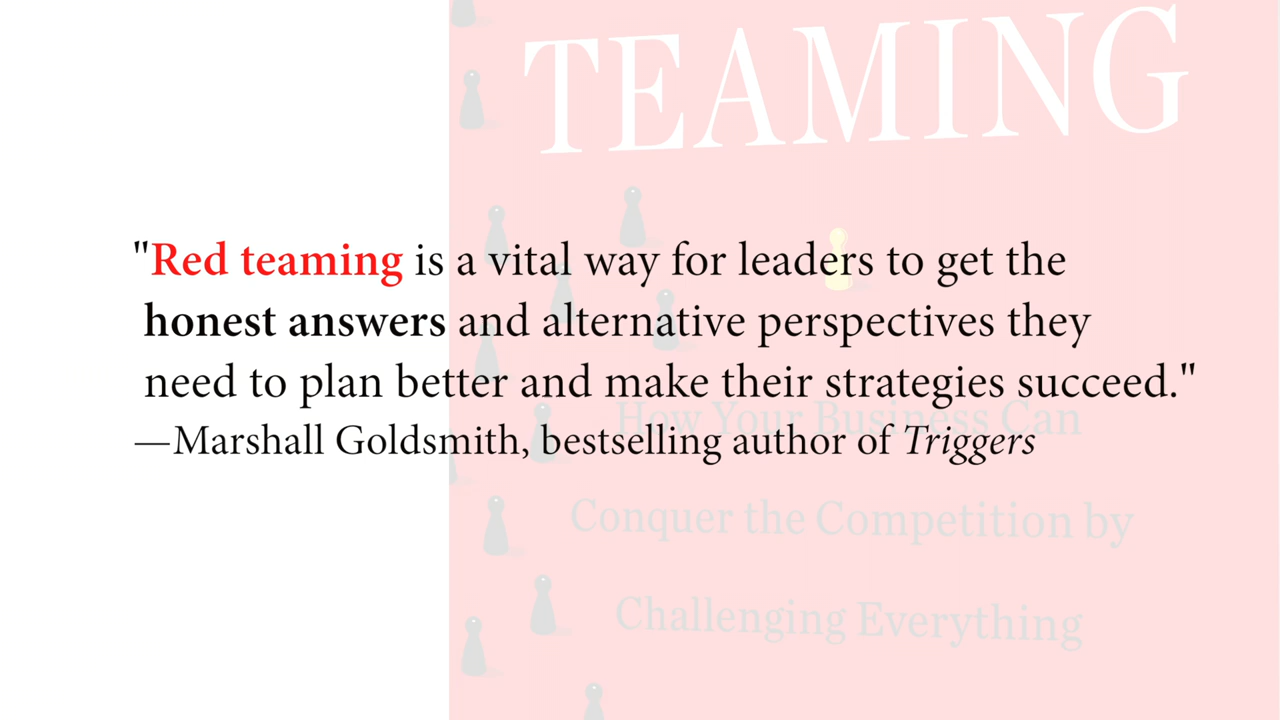 TEAMING
"Red teaming is a vital way for leaders to get the
honest answers and alternative perspectives they
need to plan better and make their strategies succeed."
How Your Business Can
—Marshall Goldsmith, bestselling author of Triggers
Conquer the Competition by
Challenging Everything